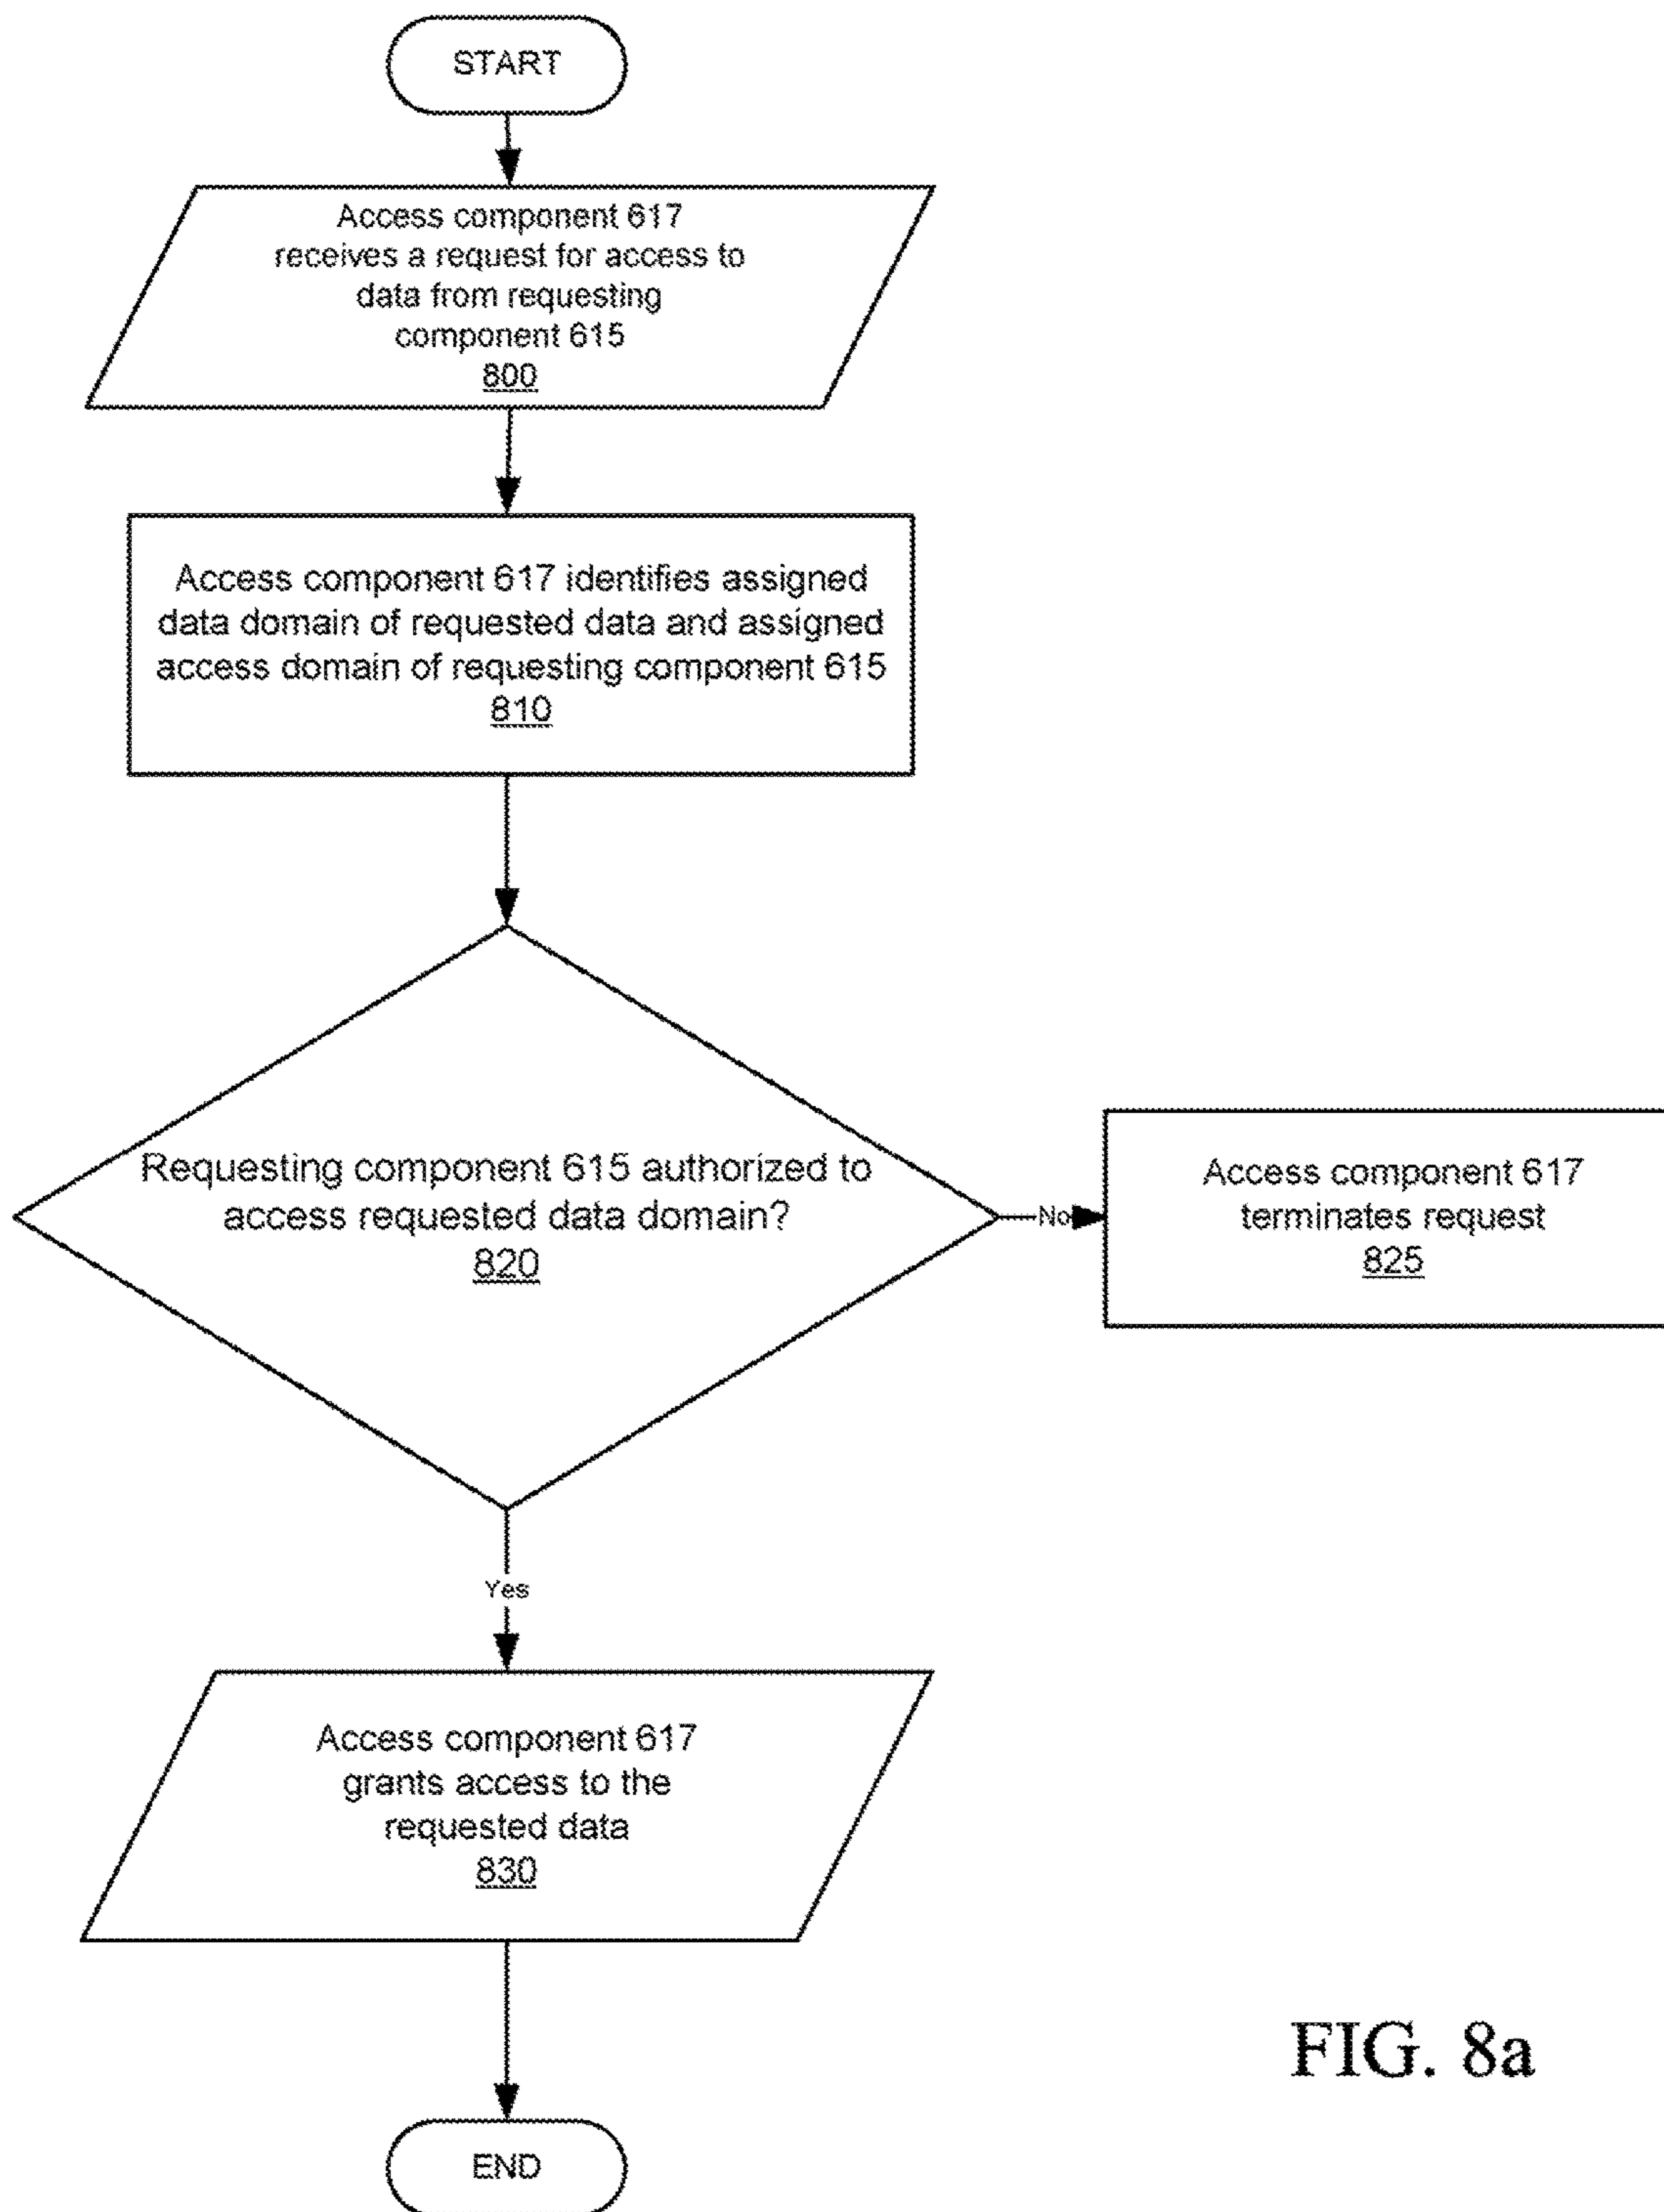 START
Access component 617
receives a request for access to
data from requesting
component 615
800
Access component 617 identifies assigned
data domain of requested data and assigned
access domain of requesting component 615
810
Requesting component 615 authorized to
access requested data domain?
820
No
Access component 617
terminates request
825
Yes
Access component 617
grants access to the
requested data
830
END
FIG. 8a